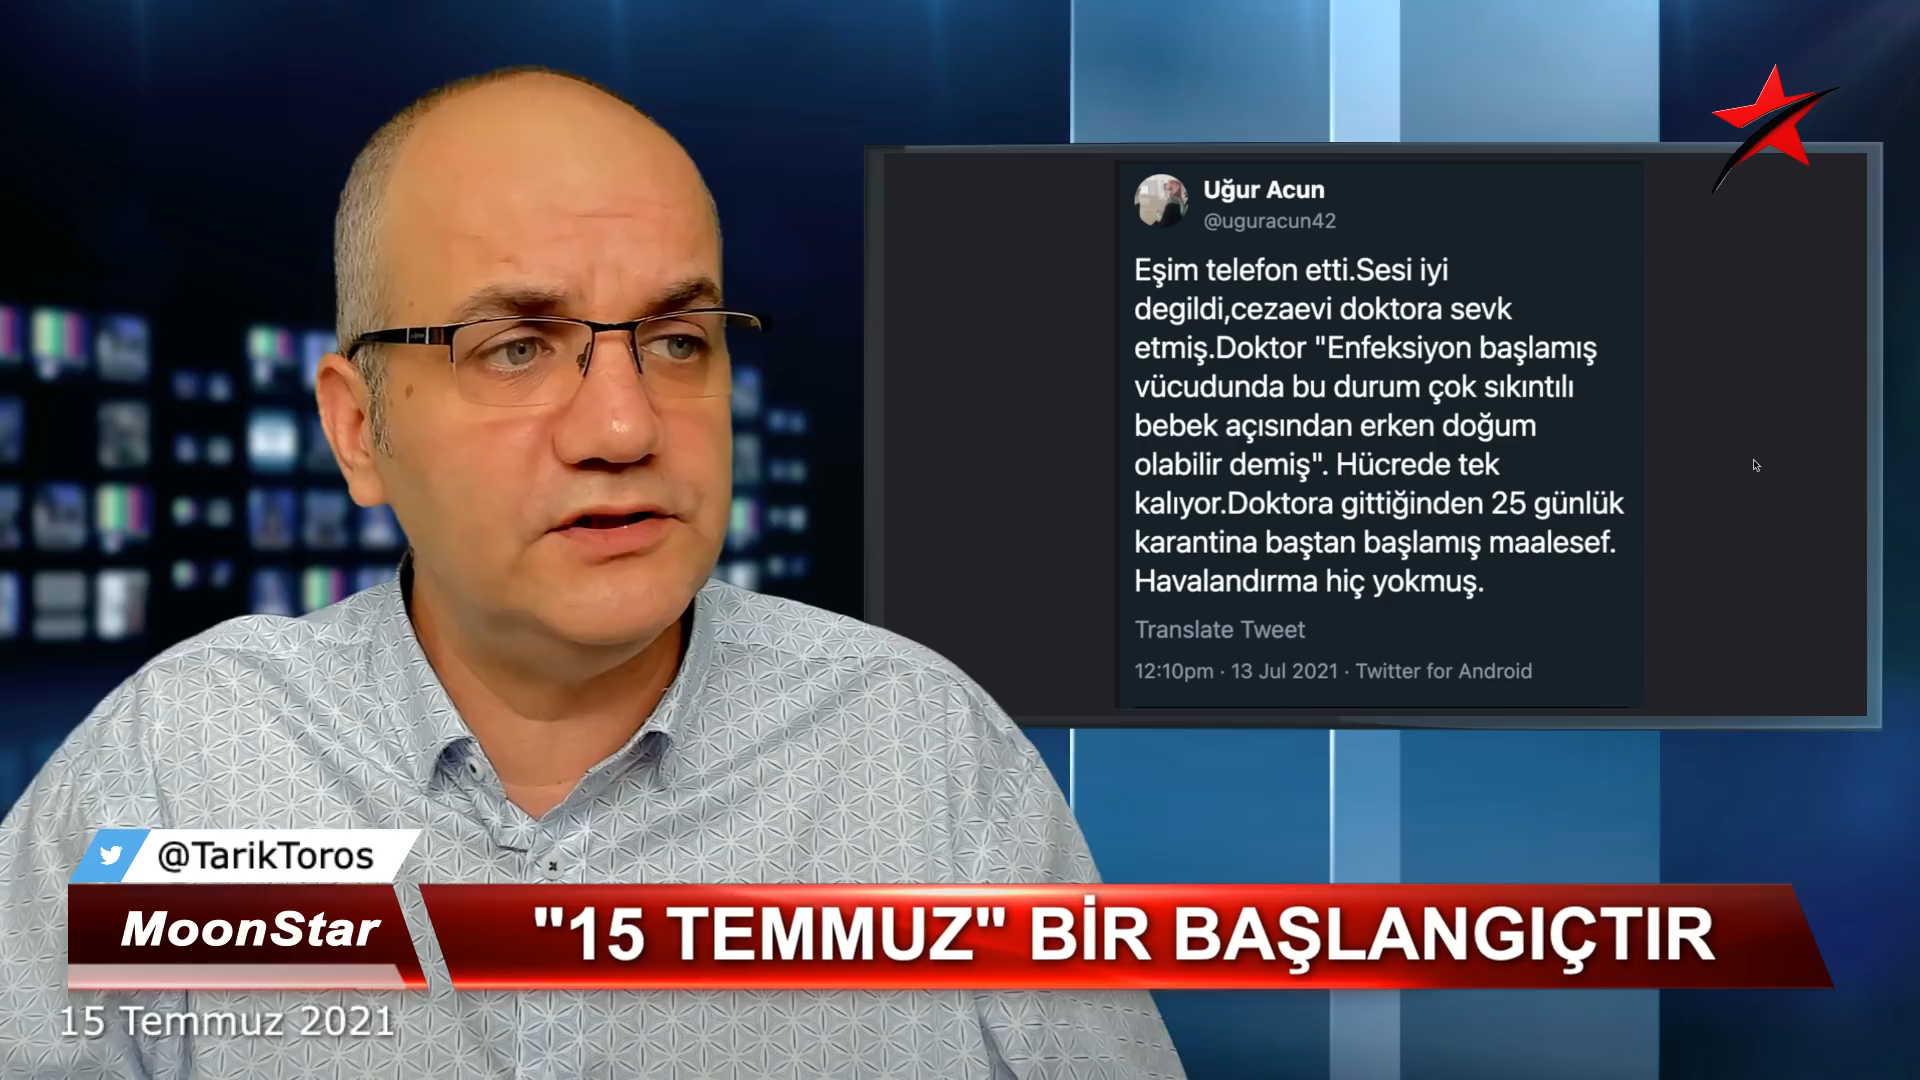 Uğur Acun
@uguracun42
Eşim telefon etti.Sesi iyi
degildi,cezaevi doktora sevk
etmiş.Doktor "Enfeksiyon başlamış
vücudunda bu durum çok sıkıntılı
bebek açısından erken doğum
olabilir demiş". Hücrede tek
kalıyor.Doktora gittiğinden 25 günlük
karantina baştan başlamış maalesef.
Havalandırma hiç yokmuş.
Translate Tweet
12:10pm · 13 Jul 2021 · Twitter for Android
@TarikToros
MoonStar
"15 TEMMUZ" BİR BAŞLANGIÇTIR
15 Temmuz 2021